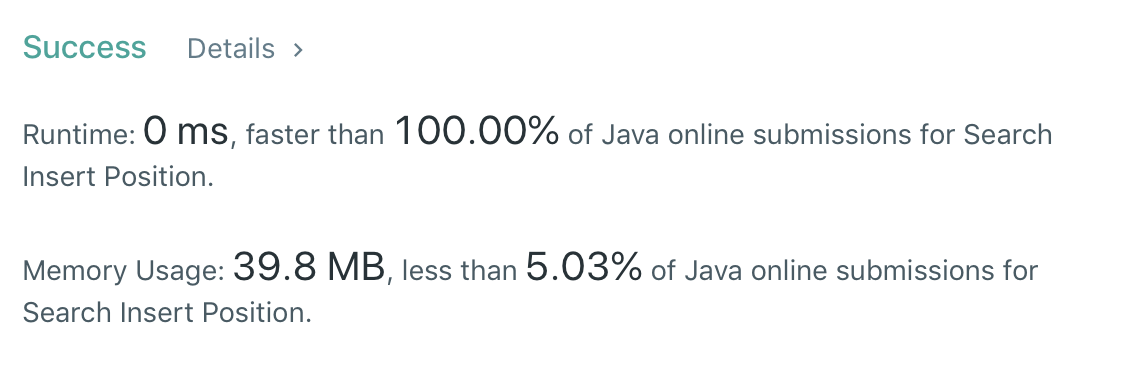 Success Details >
Runtime: 0 ms, faster than 100.00% of Java online submissions for Search
Insert Position.
Memory Usage: 39.8 MB, less than 5.03% of Java online submissions for
Search Insert Position.